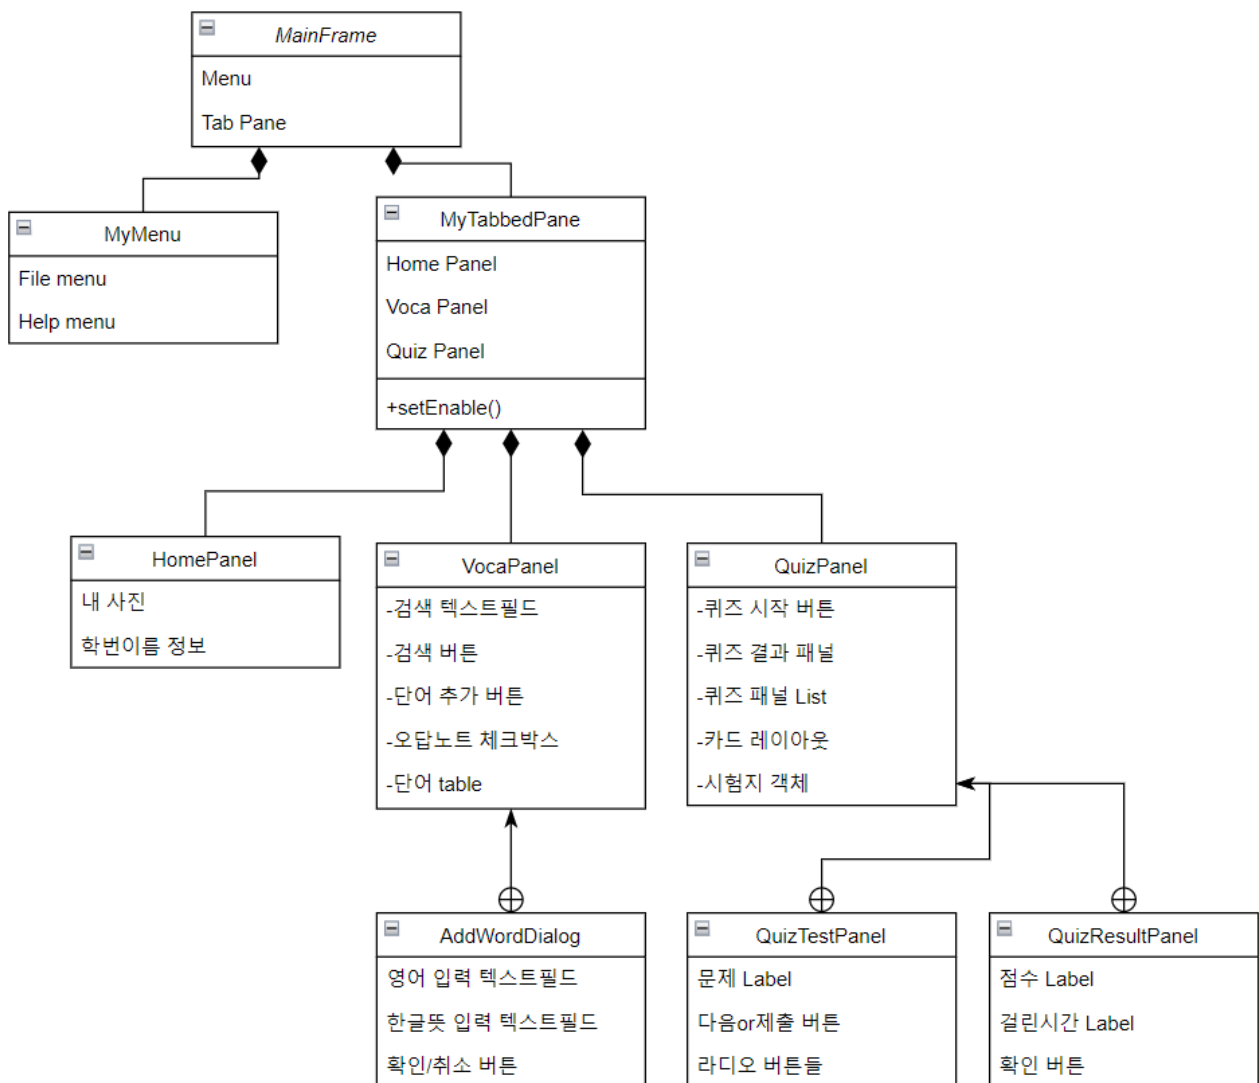 MainFrame
Menu
Tab Pane
MyMenu
File menu
Help menu
MyTabbedPane
Home Panel
Voca Panel
Quiz Panel
+setEnable()
HomePanel
내 사진
학번이름 정보
VocaPanel
-검색 텍스트필드
-검색 버튼
-단어 추가 버튼
-오답노트 체크박스
-단어 table
QuizPanel
-퀴즈 시작 버튼
-퀴즈 결과 패널
-퀴즈 패널 List
-카드 레이아웃
-시험지 객체
AddWordDialog
영어 입력 텍스트필드
한글뜻 입력 텍스트필드
확인/취소 버튼
QuizTestPanel
문제 Label
다음or제출 버튼
라디오 버튼들
QuizResultPanel
점수 Label
걸린시간 Label
확인 버튼